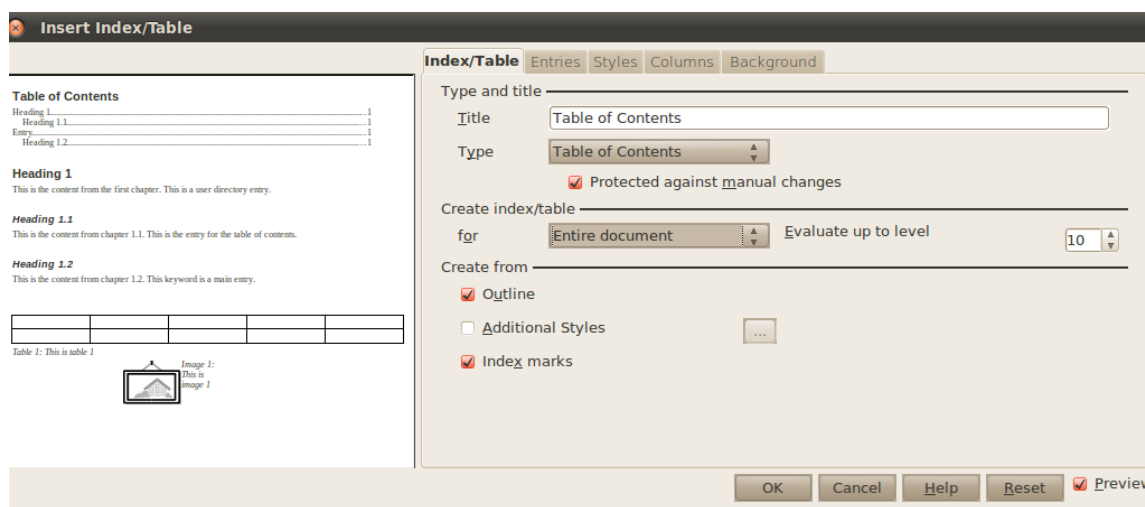 Insert Index/Table
Index/Table Entries Styles Columns Background
Table of Contents
Heading 1.................................................1
Heading 1.1.................................................1
Entry.................................................1
Heading 1.2.................................................1
Heading 1
This is the content from the first chapter. This is a user directory entry.
Heading 1.1
This is the content from chapter 1.1. This is the entry for the table of contents.
Heading 1.2
This is the content from chapter 1.2. This keyword is a main entry.
Table 1: This is table 1
Image 1:
This is
image 1
Type and title
Title Table of Contents
Type Table of Contents
Protected against manual changes
Create index/table
for Entire document Evaluate up to level 10
Create from
Outline
Additional Styles ...
Index marks
OK Cancel Help Reset Preview